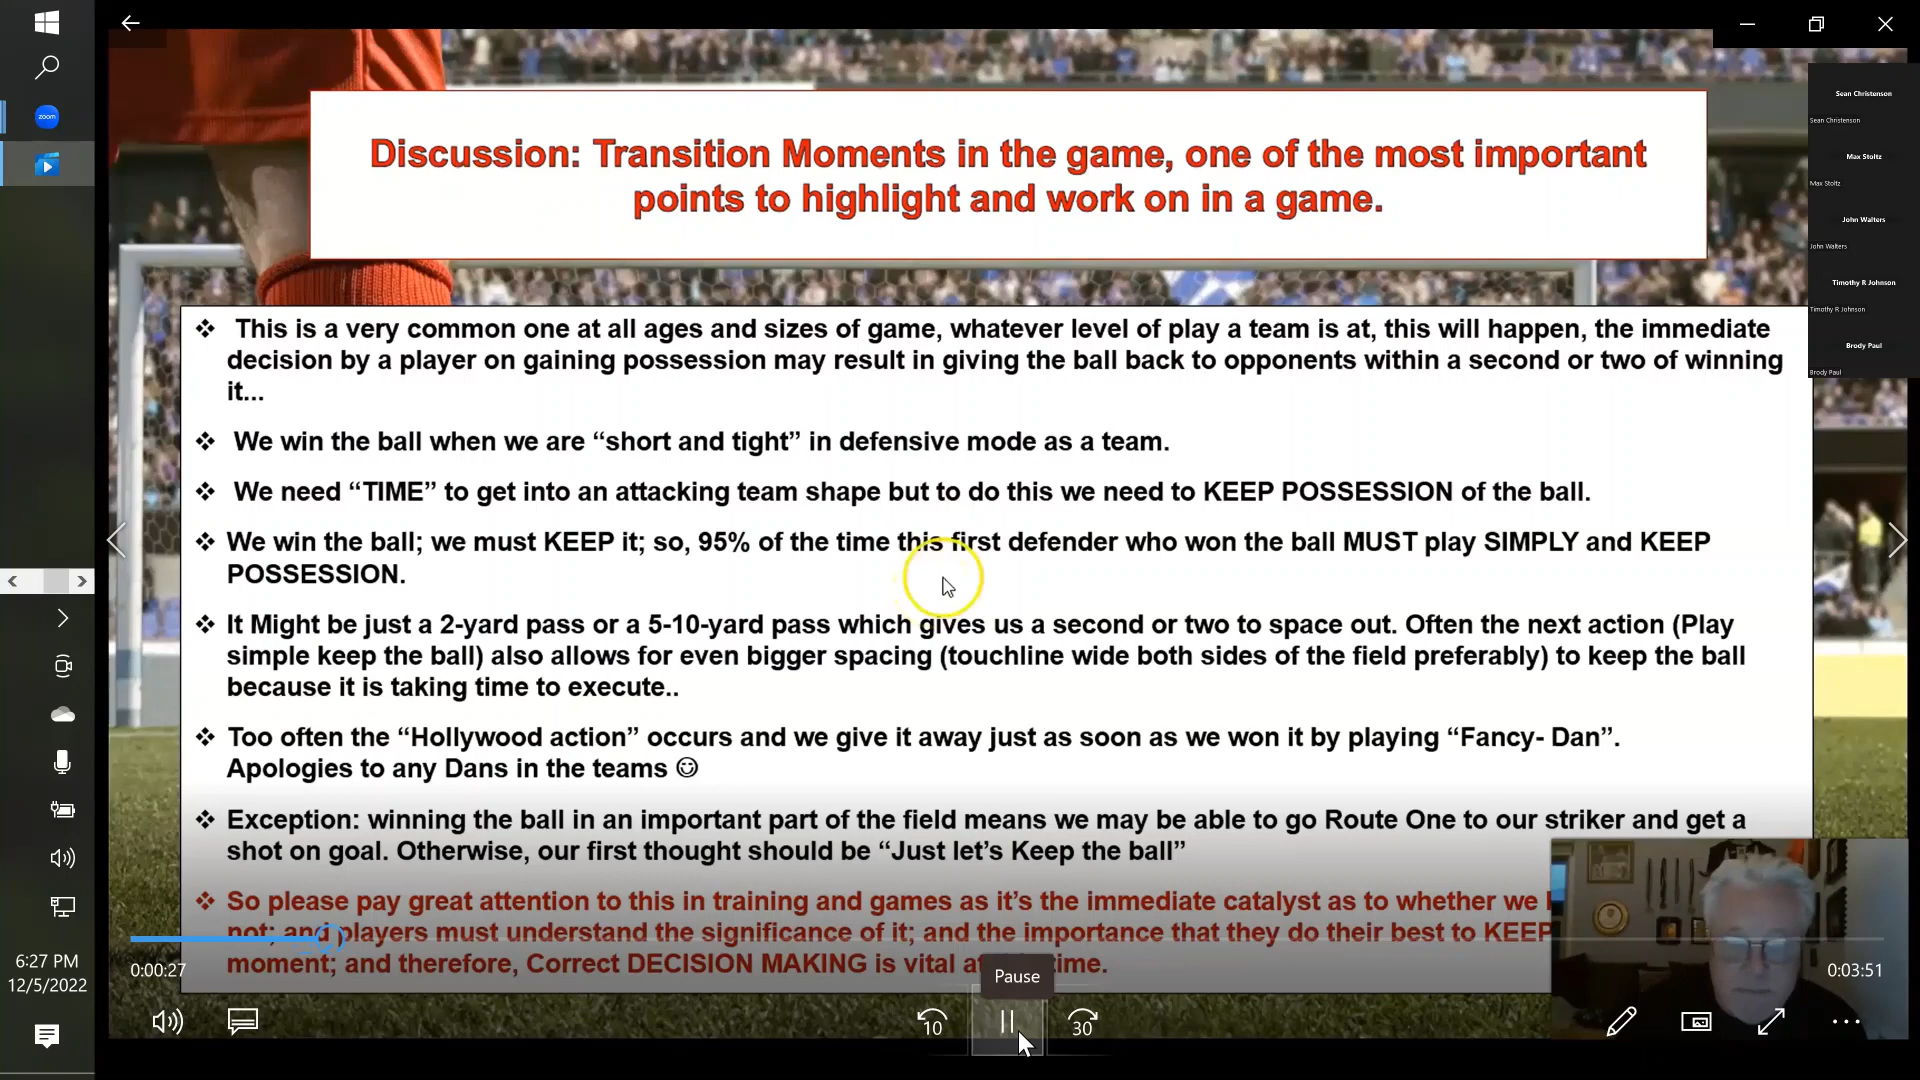 Discussion: Transition Moments in the game, one of the most important
points to highlight and work on in a game.
❖ This is a very common one at all ages and sizes of game, whatever level of play a team is at, this will happen, the immediate
decision by a player on gaining possession may result in giving the ball back to opponents within a second or two of winning
it...
❖ We win the ball when we are “short and tight” in defensive mode as a team.
❖ We need “TIME” to get into an attacking team shape but to do this we need to KEEP POSSESSION of the ball.
❖ We win the ball; we must KEEP it; so, 95% of the time this first defender who won the ball MUST play SIMPLY and KEEP
POSSESSION.
❖ It Might be just a 2-yard pass or a 5-10-yard pass which gives us a second or two to space out. Often the next action (Play
simple keep the ball) also allows for even bigger spacing (touchline wide both sides of the field preferably) to keep the ball
because it is taking time to execute..
❖ Too often the “Hollywood action” occurs and we give it away just as soon as we won it by playing “Fancy- Dan”.
Apologies to any Dans in the teams ☺
❖ Exception: winning the ball in an important part of the field means we may be able to go Route One to our striker and get a
shot on goal. Otherwise, our first thought should be “Just let’s Keep the ball”
❖ So please pay great attention to this in training and games as it’s the immediate catalyst as to whether we
not; and players must understand the significance of it; and the importance that they do their best to KEEP
moment; and therefore, Correct DECISION MAKING is vital at time.
Sean Christenson
Sean Christenson
Max Stoltz
Max Stoltz
John Walters
John Walters
Timothy R Johnson
Timothy R Johnson
Brody Paul
Brody Paul
zoom
6:27 PM
12/5/2022
0:00:27
0:03:51
Pause
10
30